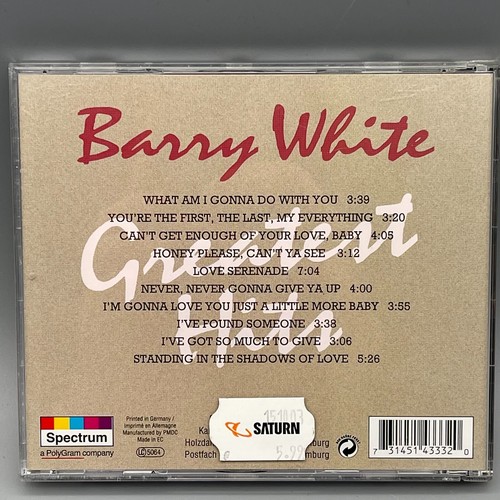 Barry White
Greatest
Hits
WHAT AM I GONNA DO WITH YOU 3:39
YOU'RE THE FIRST, THE LAST, MY EVERYTHING 3:20
CAN'T GET ENOUGH OF YOUR LOVE, BABY 4:05
HONEY PLEASE, CAN'T YA SEE 3:12
LOVE SERENADE 7:04
NEVER, NEVER GONNA GIVE YA UP 4:00
I'M GONNA LOVE YOU JUST A LITTLE MORE BABY 3:55
I'VE FOUND SOMEONE 3:38
I'VE GOT SO MUCH TO GIVE 3:06
STANDING IN THE SHADOWS OF LOVE 5:26
Spectrum
a PolyGram company
Printed in Germany /
Imprimé en Allemagne
Manufactured by PMDC
Made in EC
LC 5064
SATURN
5.99
Postfach
7 31451 43332 0